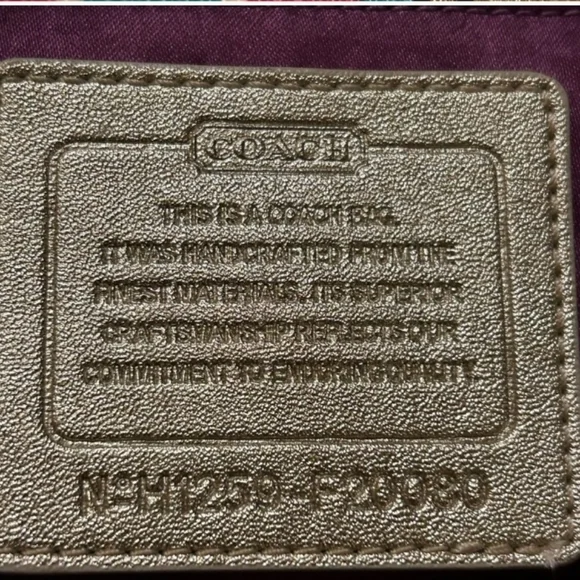 COACH
THIS IS A COACH BAG.
IT WAS HANDCRAFTED FROM THE
FINEST MATERIALS. ITS SUPERIOR
CRAFTSMANSHIP REFLECTS OUR
COMMITMENT TO ENDURING QUALITY.
No H1259-F20080